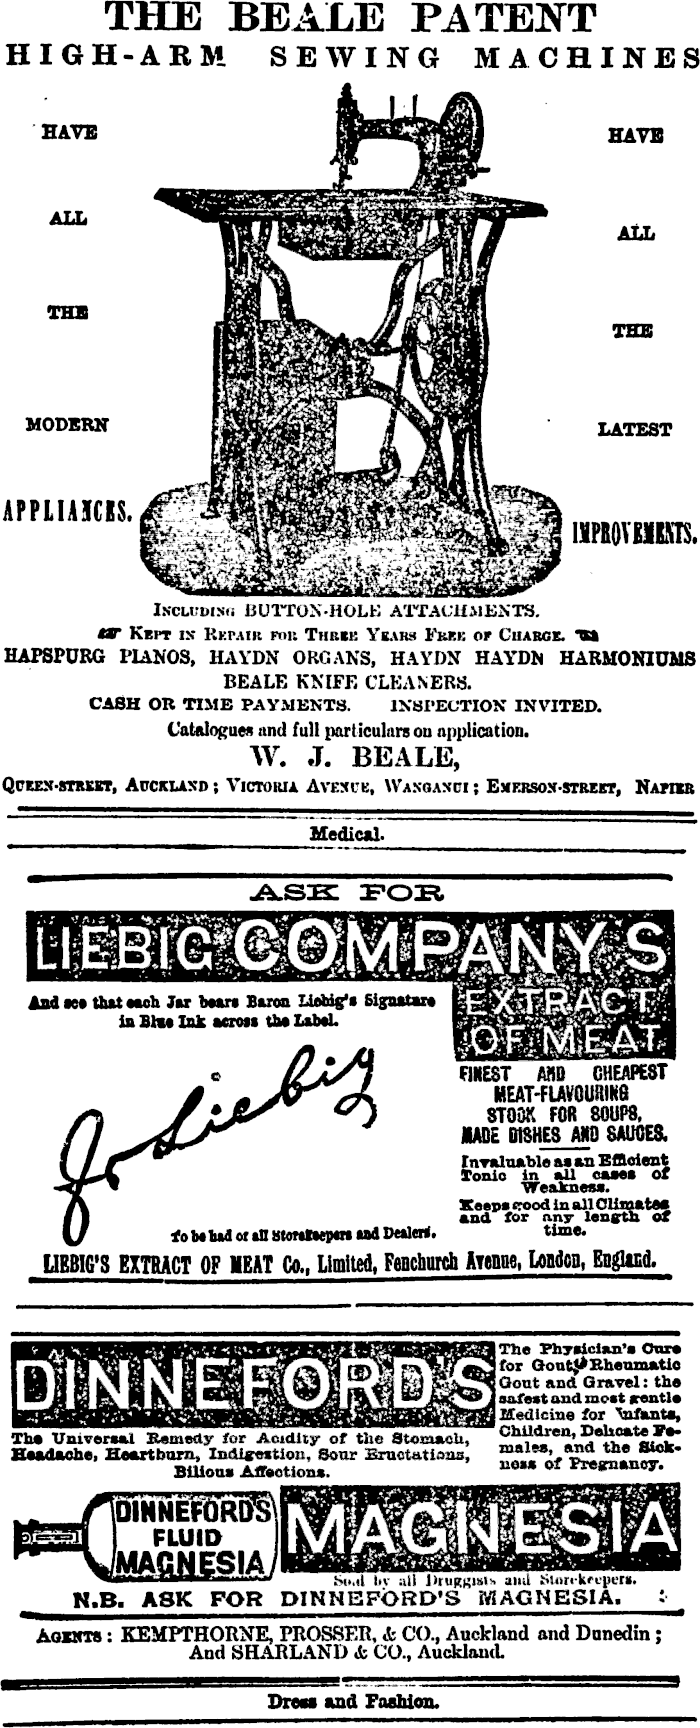 THE BEALE PATENT
HIGH-ARM SEWING MACHINES
HAVE
ALL
THE
MODERN
APPLIANCES.
HAVE
ALL
THE
LATEST
IMPROVEMENTS.
INCLUDING BUTTON-HOLE ATTACHMENTS.
☞ KEPT IN REPAIR FOR THREE YEARS FREE OF CHARGE. ☜
HAPSPURG PIANOS, HAYDN ORGANS, HAYDN HAYDN HARMONIUMS
BEALE KNIFE CLEANERS.
CASH OR TIME PAYMENTS. INSPECTION INVITED.
Catalogues and full particulars on application.
W. J. BEALE,
QUEEN-STREET, AUCKLAND; VICTORIA AVENUE, WANGANUI; EMERSON-STREET, NAPIER
Medical.
ASK FOR
LIEBIG COMPANY'S
EXTRACT
OF MEAT
And see that each Jar bears Baron Liebig's Signature
in Blue Ink across the Label.
J. v. Liebig
FINEST AND CHEAPEST
MEAT-FLAVOURING
STOCK FOR SOUPS,
MADE DISHES AND SAUCES.
Invaluable as an Efficient
Tonic in all cases of
Weakness.
Keeps good in all Climates
and for any length of
time.
To be had of all Storekeepers and Dealers.
LIEBIG'S EXTRACT OF MEAT Co., Limited, Fenchurch Avenue, London, England.
DINNEFORD'S
The Universal Remedy for Acidity of the Stomach,
Headache, Heartburn, Indigestion, Sour Eructations,
Bilious Affections.
The Physician's Cure
for Gout, Rheumatic
Gout and Gravel: the
safest and most gentle
Medicine for Infants,
Children, Delicate Fe-
males, and the Sick-
ness of Pregnancy.
DINNEFORD'S
FLUID
MAGNESIA
MAGNESIA
Sold by all Druggists and Storekeepers.
N.B. ASK FOR DINNEFORD'S MAGNESIA.
AGENTS: KEMPTHORNE, PROSSER, & CO., Auckland and Dunedin;
And SHARLAND & CO., Auckland.
Dress and Fashion.